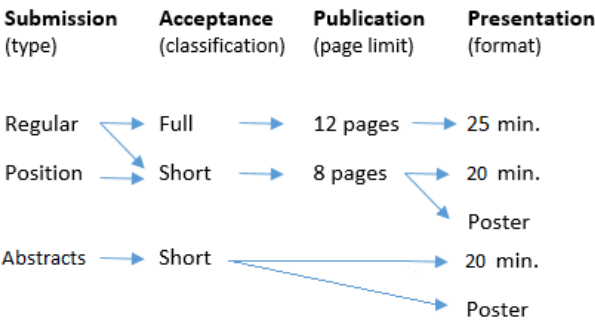 Submission Acceptance Publication Presentation
(type) (classification) (page limit) (format)
Regular Full 12 pages 25 min.
Position Short 8 pages 20 min.
Poster
Abstracts Short 20 min.
Poster